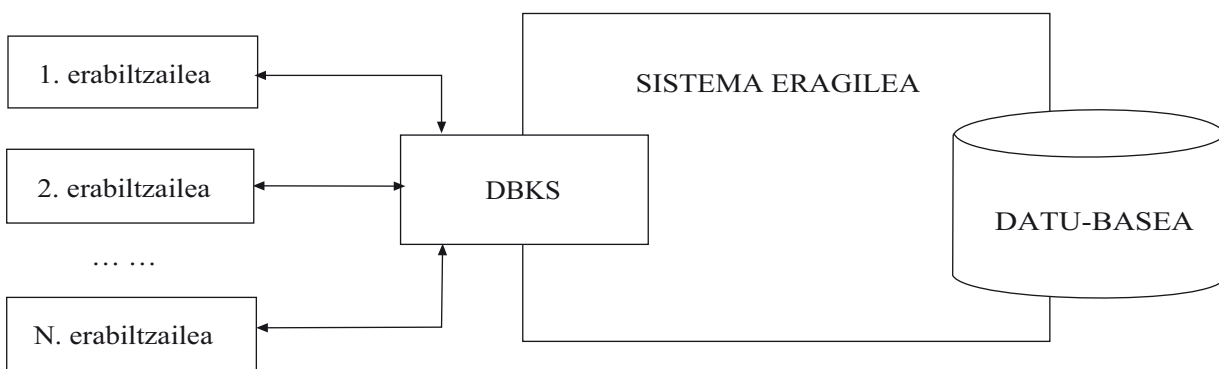 1. erabiltzailea
2. erabiltzailea
... ...
N. erabiltzailea
DBKS
SISTEMA ERAGILEA
DATU-BASEA